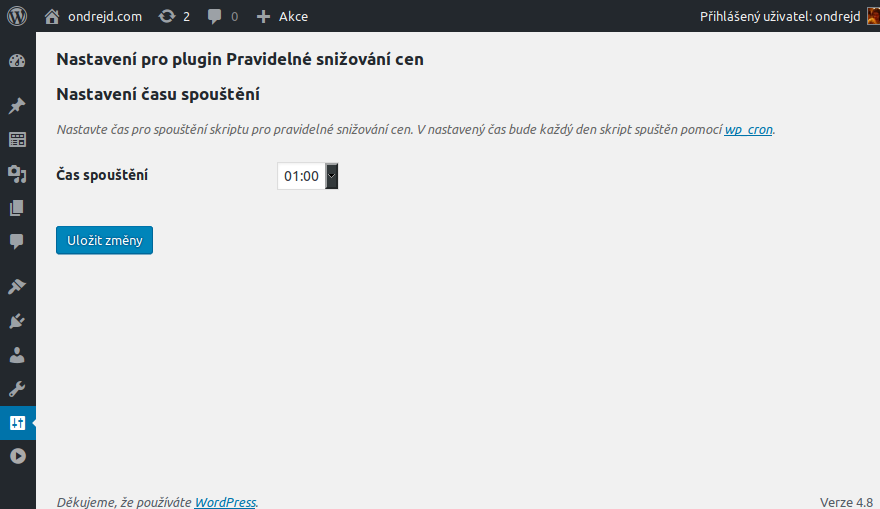 ondrejd.com 2 0 Akce Přihlášený uživatel: ondrejd
Nastavení pro plugin Pravidelné snižování cen
Nastavení času spouštění
Nastavte čas pro spouštění skriptu pro pravidelné snižování cen. V nastavený čas bude každý den skript spuštěn pomocí wp_cron.
Čas spouštění 01:00
Uložit změny
Děkujeme, že používáte WordPress. Verze 4.8